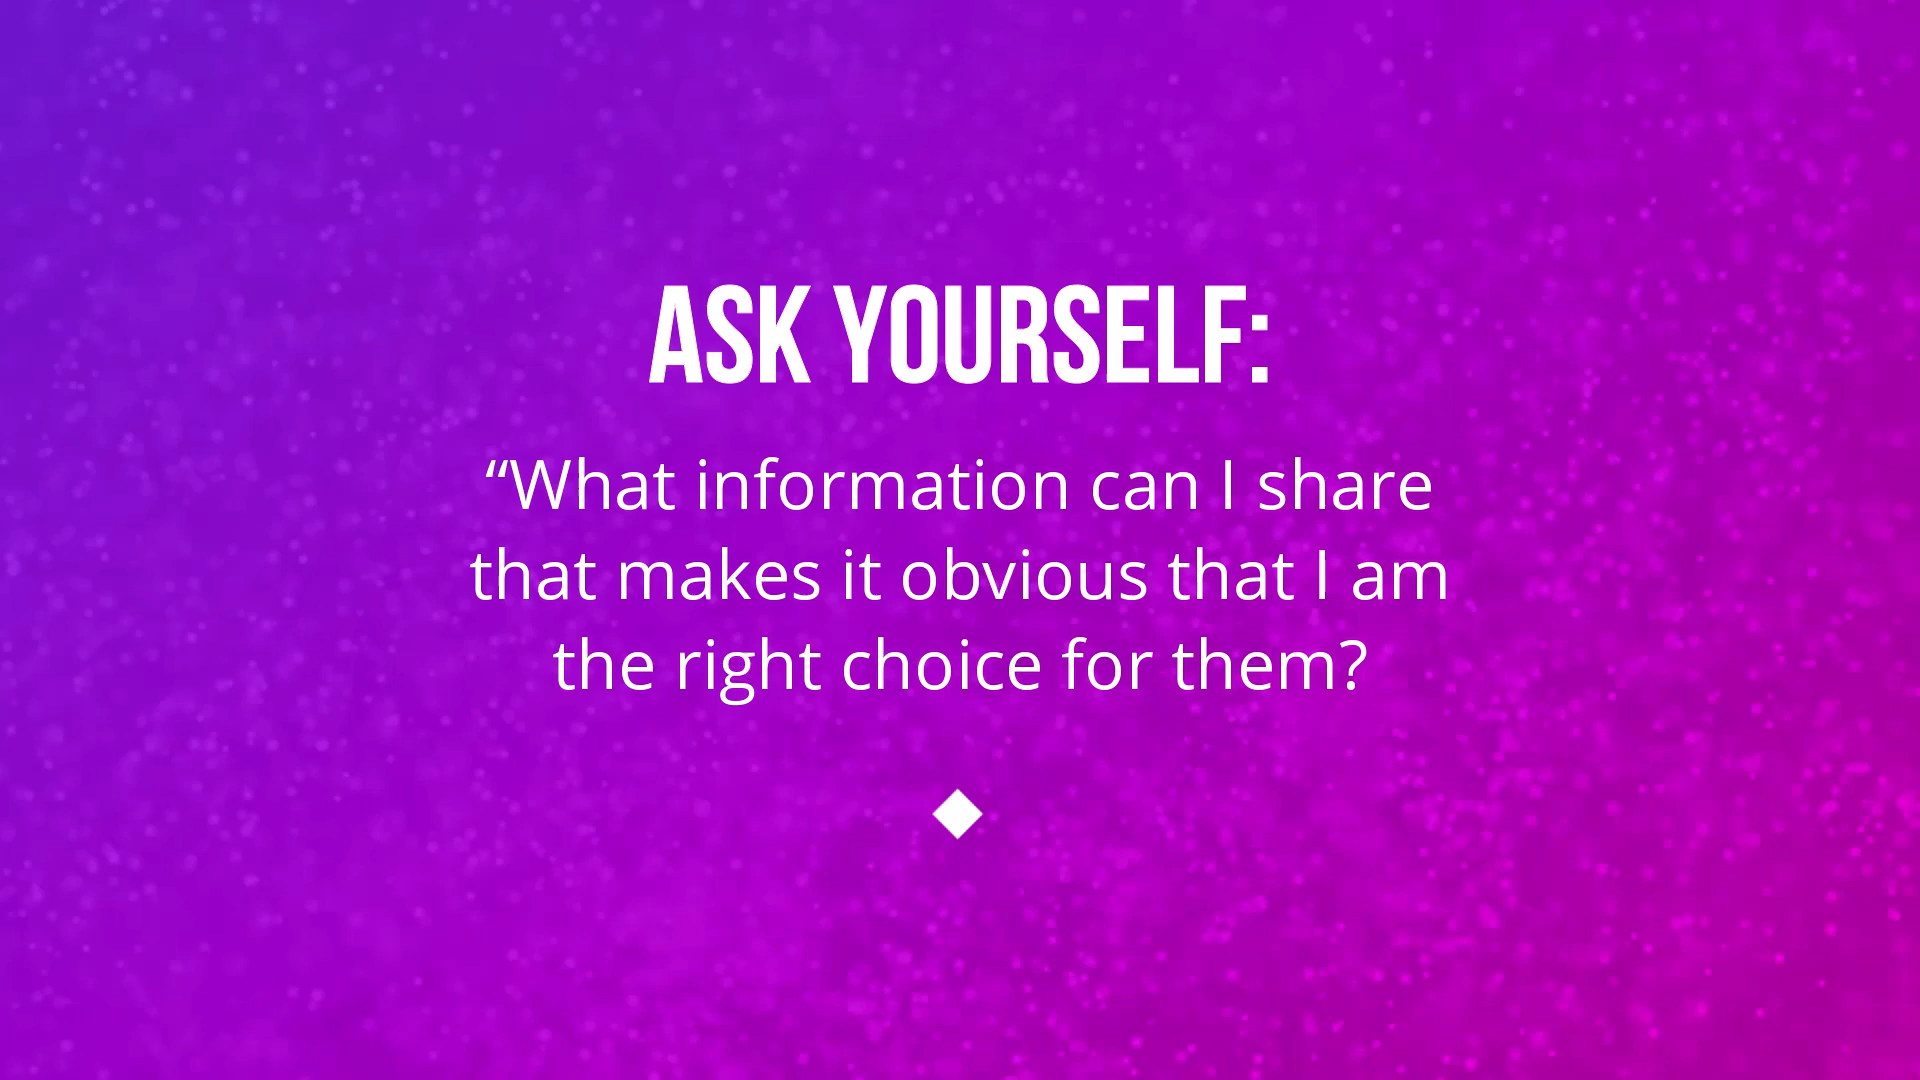 ASK YOURSELF:
“What information can I share
that makes it obvious that I am
the right choice for them?